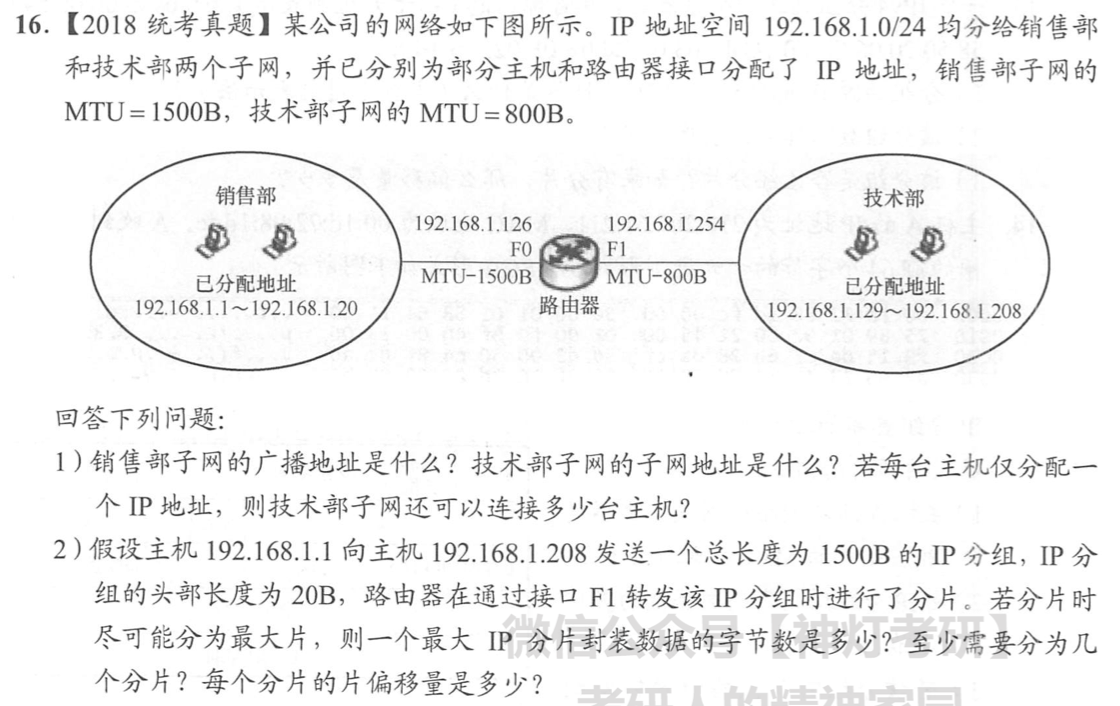 16.【2018 统考真题】某公司的网络如下图所示。IP 地址空间 192.168.1.0/24 均分给销售部
和技术部两个子网，并已分别为部分主机和路由器接口分配了 IP 地址，销售部子网的
MTU=1500B，技术部子网的 MTU=800B。
销售部
已分配地址
192.168.1.1～192.168.1.20
192.168.1.126
F0
MTU-1500B
192.168.1.254
F1
MTU-800B
路由器
技术部
已分配地址
192.168.1.129～192.168.1.208
回答下列问题：
1）销售部子网的广播地址是什么？技术部子网的子网地址是什么？若每台主机仅分配一
个 IP 地址，则技术部子网还可以连接多少台主机？
2）假设主机 192.168.1.1 向主机 192.168.1.208 发送一个总长度为 1500B 的 IP 分组，IP 分
组的头部长度为 20B，路由器在通过接口 F1 转发该 IP 分组时进行了分片。若分片时
尽可能分为最大片，则一个最大 IP 分片封装数据的字节数是多少？至少需要分为几
个分片？每个分片的片偏移量是多少？
微信公众号【神灯考研】
考研人的精神家园